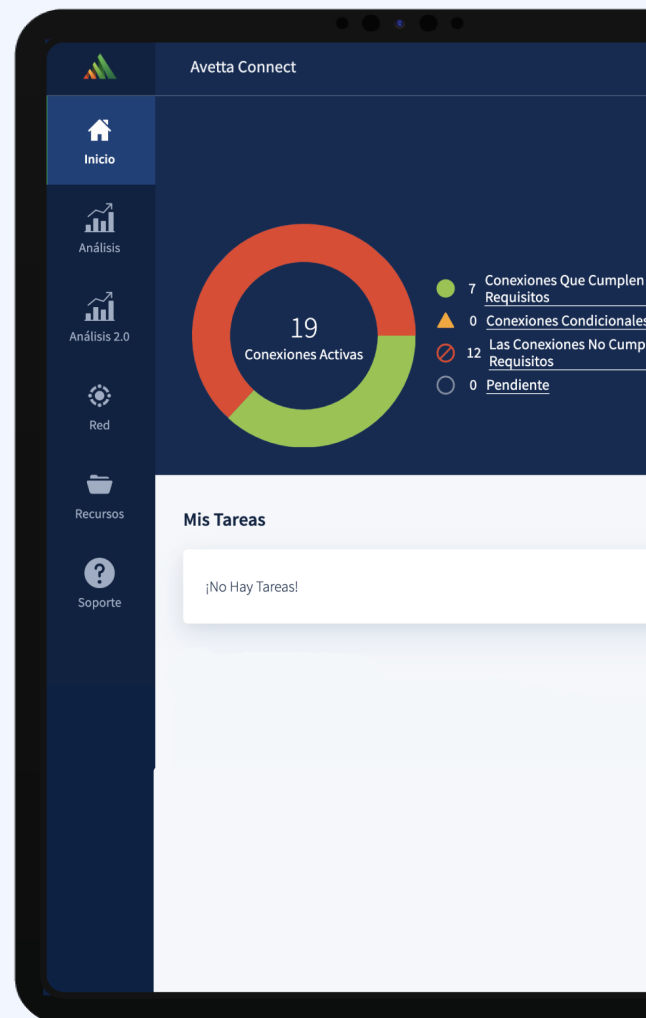 Avetta Connect
Inicio
Análisis
Análisis 2.0
Red
Recursos
Soporte
19
Conexiones Activas
7 Conexiones Que Cumplen
Requisitos
0 Conexiones Condicionales
12 Las Conexiones No Cump
Requisitos
0 Pendiente
Mis Tareas
¡No Hay Tareas!